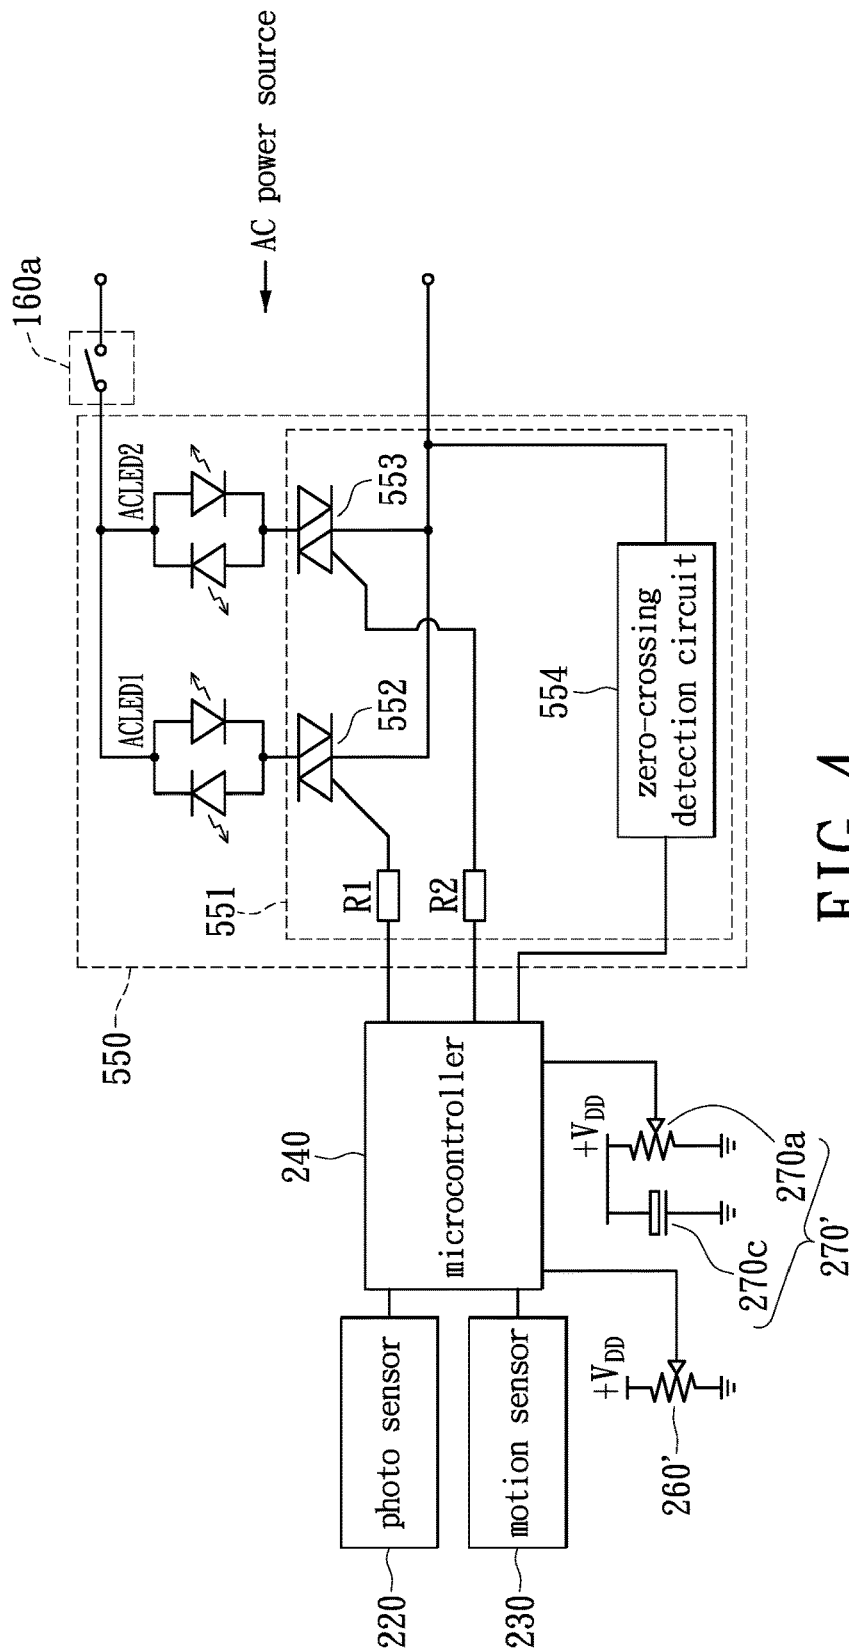 160a
AC power source
550
551
ACLED1
ACLED2
552
553
R1
R2
240
microcontroller
554
zero-crossing
detection circuit
220
photo sensor
230
motion sensor
+VDD
260’
+VDD
270c
270a
270’
FIG. 4